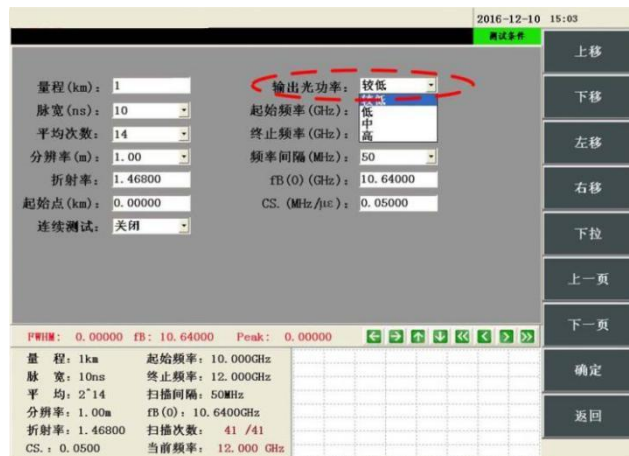 2016-12-10 15:03
测试条件
量程(km): 1
脉宽(ns): 10
平均次数: 14
分辨率(m): 1.00
折射率: 1.46800
起始点(km): 0.00000
连续测试: 关闭
输出光功率: 较低
较低
低
中
高
起始频率(GHz):
终止频率(GHz):
频率间隔(MHz): 50
fB(0)(GHz): 10.64000
CS. (MHz/με): 0.05000
FWHM: 0.00000 fB: 10.64000 Peak: 0.00000
量 程: 1km
脉 宽: 10ns
平 均: 2^14
分辨率: 1.00m
折射率: 1.46800
CS.: 0.0500
起始频率: 10.000GHz
终止频率: 12.000GHz
扫描间隔: 50MHz
fB(0): 10.6400GHz
扫描次数: 41 /41
当前频率: 12.000 GHz
上移
下移
左移
右移
下拉
上一页
下一页
确定
返回